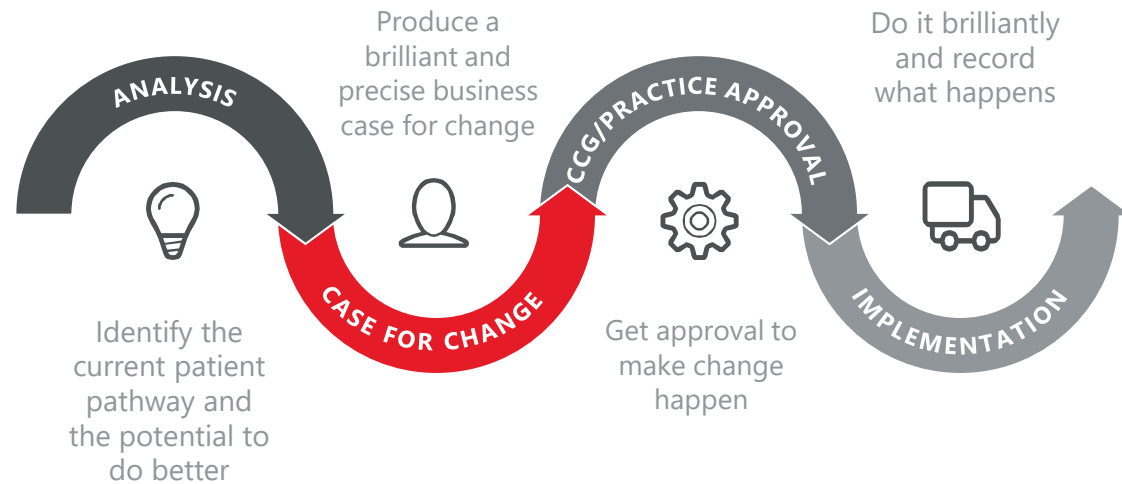 ANALYSIS
Identify the
current patient
pathway and
the potential to
do better
Produce a
brilliant and
precise business
case for change
CASE FOR CHANGE
CCG/PRACTICE APPROVAL
Get approval to
make change
happen
Do it brilliantly
and record
what happens
IMPLEMENTATION